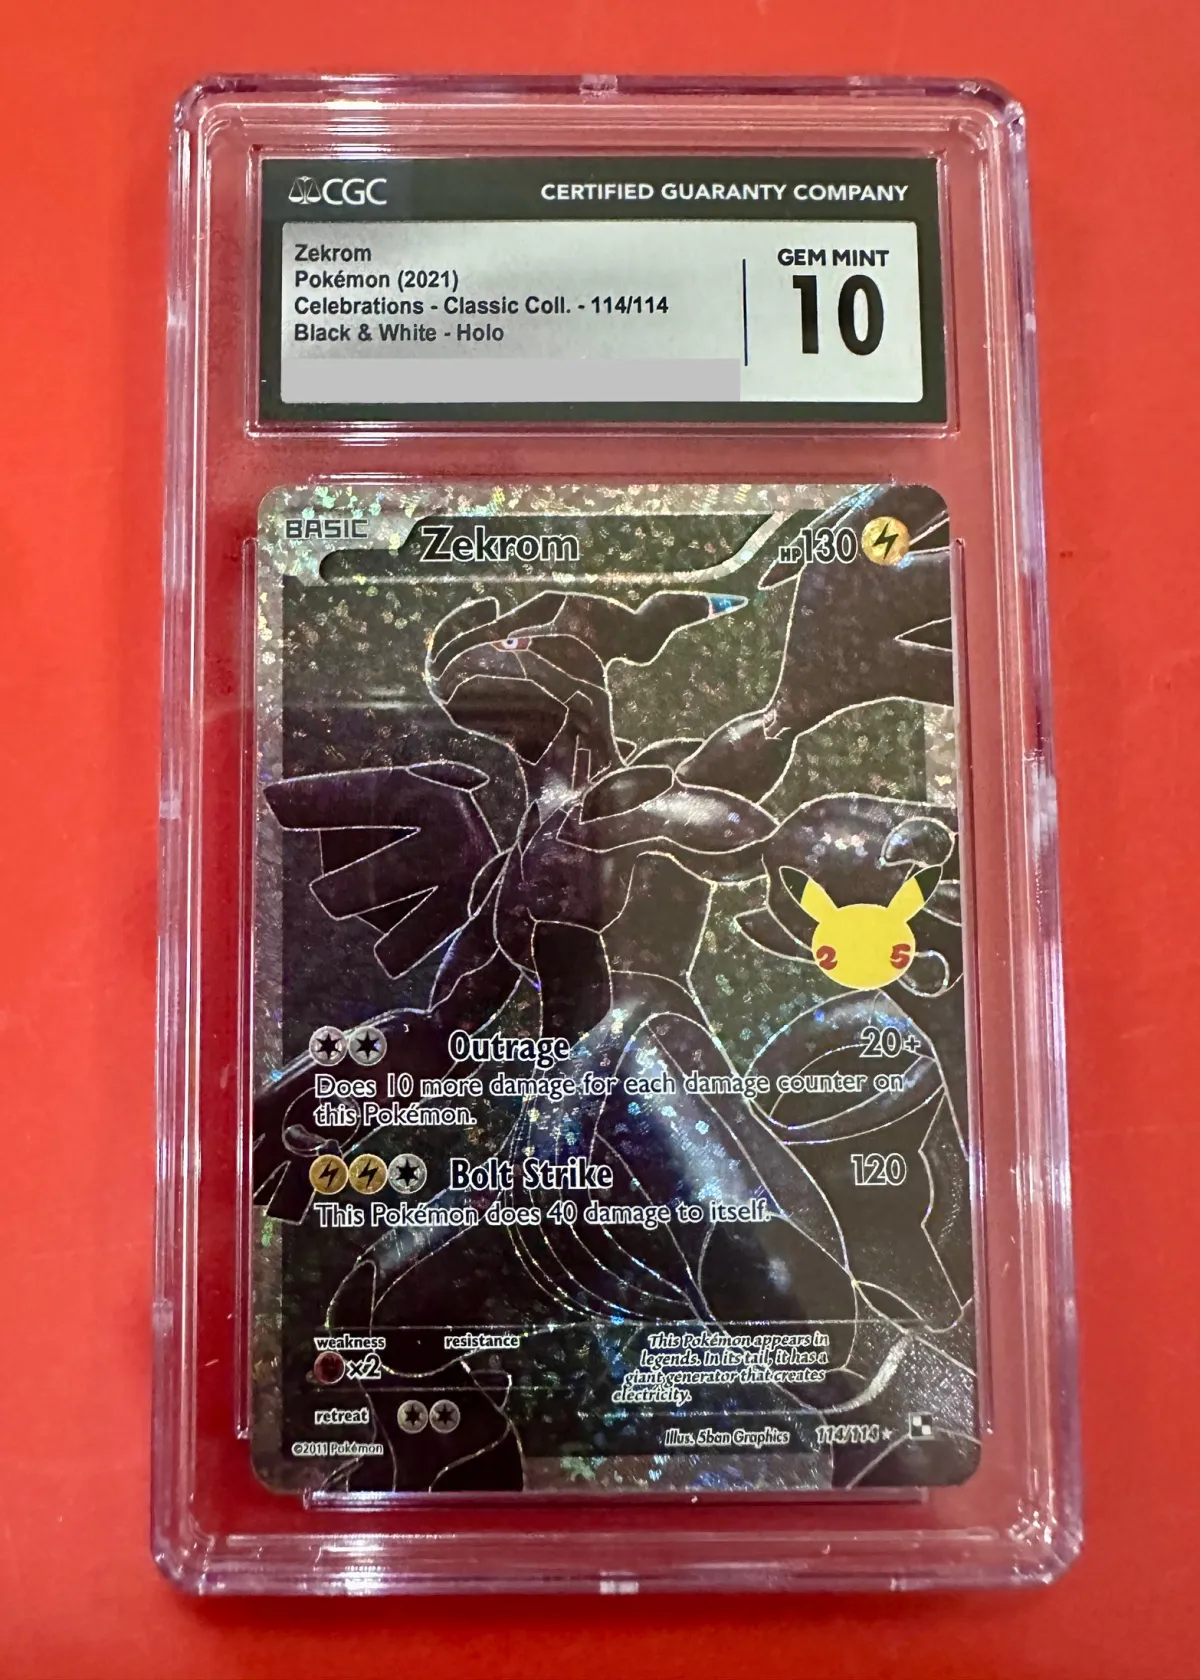 CGC CERTIFIED GUARANTY COMPANY
Zekrom
Pokémon (2021)
Celebrations - Classic Coll. - 114/114
Black & White - Holo
GEM MINT
10
BASIC Zekrom HP130
25
Outrage 20+
Does 10 more damage for each damage counter on
this Pokémon.
Bolt Strike 120
This Pokémon does 40 damage to itself.
weakness resistance
×2
This Pokémon appears in
legends. In its tail, it has a
giant generator that creates
electricity.
retreat
Illus. 5ban Graphics 114/114
©2011 Pokémon